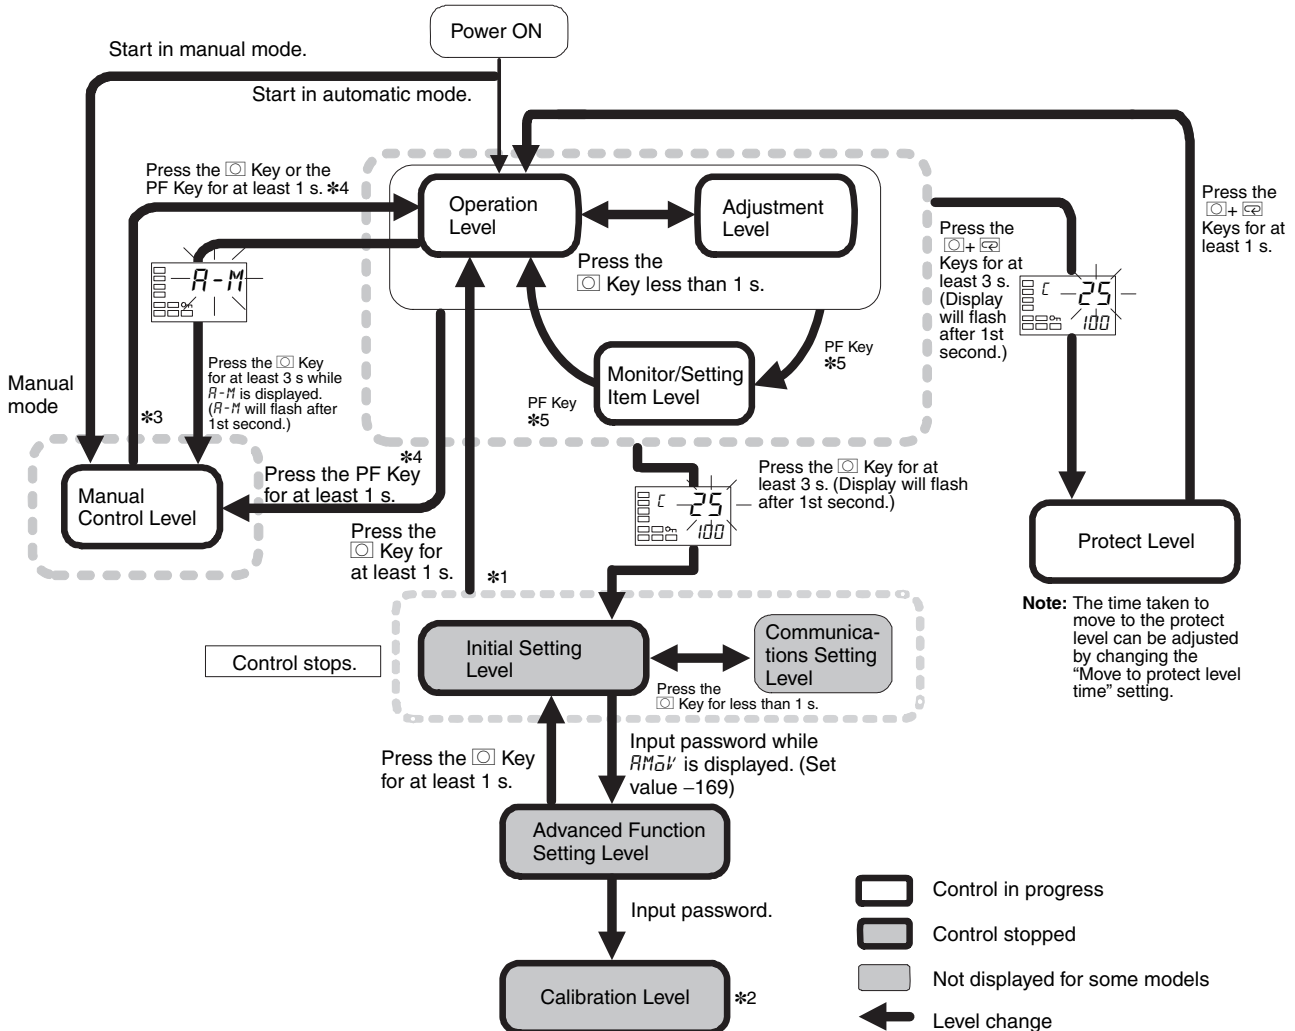 Power ON
Start in manual mode.
Start in automatic mode.
Press the Key or the
PF Key for at least 1 s. *4
Operation
Level
Adjustment
Level
Press the
Key less than 1 s.
A-M
Press the Key
for at least 3 s while
A-M is displayed.
(A-M will flash after
1st second.)
Manual
mode
*3
Monitor/Setting
Item Level
PF Key
*5
PF Key
*5
Press the
+
Keys for at
least 3 s.
(Display
will flash
after 1st
second.)
C 25
100
Press the
+
Keys for at
least 1 s.
Manual
Control Level
*4
Press the PF Key
for at least 1 s.
Press the
Key for
at least 1 s.
*1
C 25
100
Press the Key for at
least 3 s. (Display will flash
after 1st second.)
Protect Level
Note: The time taken to
move to the protect
level can be adjusted
by changing the
“Move to protect level
time” setting.
Control stops.
Initial Setting
Level
Communica-
tions Setting
Level
Press the
Key for less than 1 s.
Press the Key
for at least 1 s.
Input password while
AMoV is displayed. (Set
value −169)
Advanced Function
Setting Level
Input password.
Calibration Level
*2
Control in progress
Control stopped
Not displayed for some models
Level change